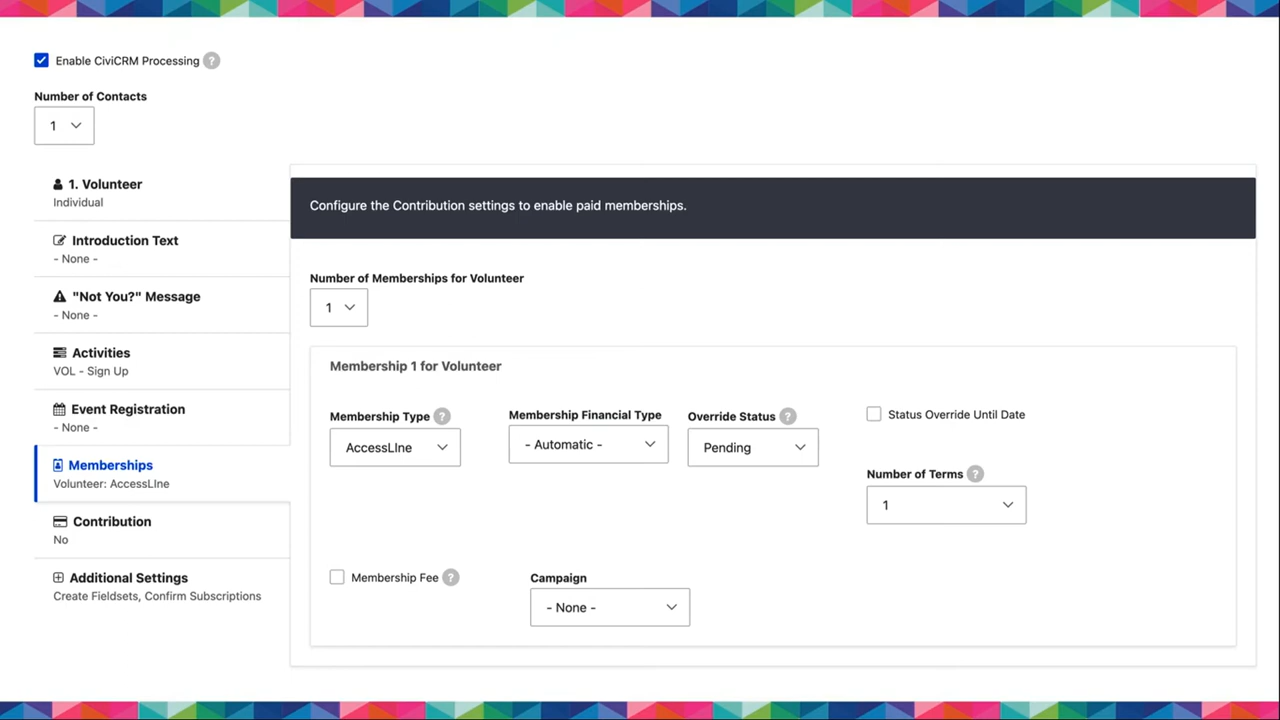 Enable CiviCRM Processing ?
Number of Contacts
1
1. Volunteer
Individual
Introduction Text
- None -
"Not You?" Message
- None -
Activities
VOL - Sign Up
Event Registration
- None -
Memberships
Volunteer: AccessLIne
Contribution
No
Additional Settings
Create Fieldsets, Confirm Subscriptions
Configure the Contribution settings to enable paid memberships.
Number of Memberships for Volunteer
1
Membership 1 for Volunteer
Membership Type ?
AccessLIne
Membership Financial Type
- Automatic -
Override Status ?
Pending
Status Override Until Date
Number of Terms ?
1
Membership Fee ?
Campaign
- None -